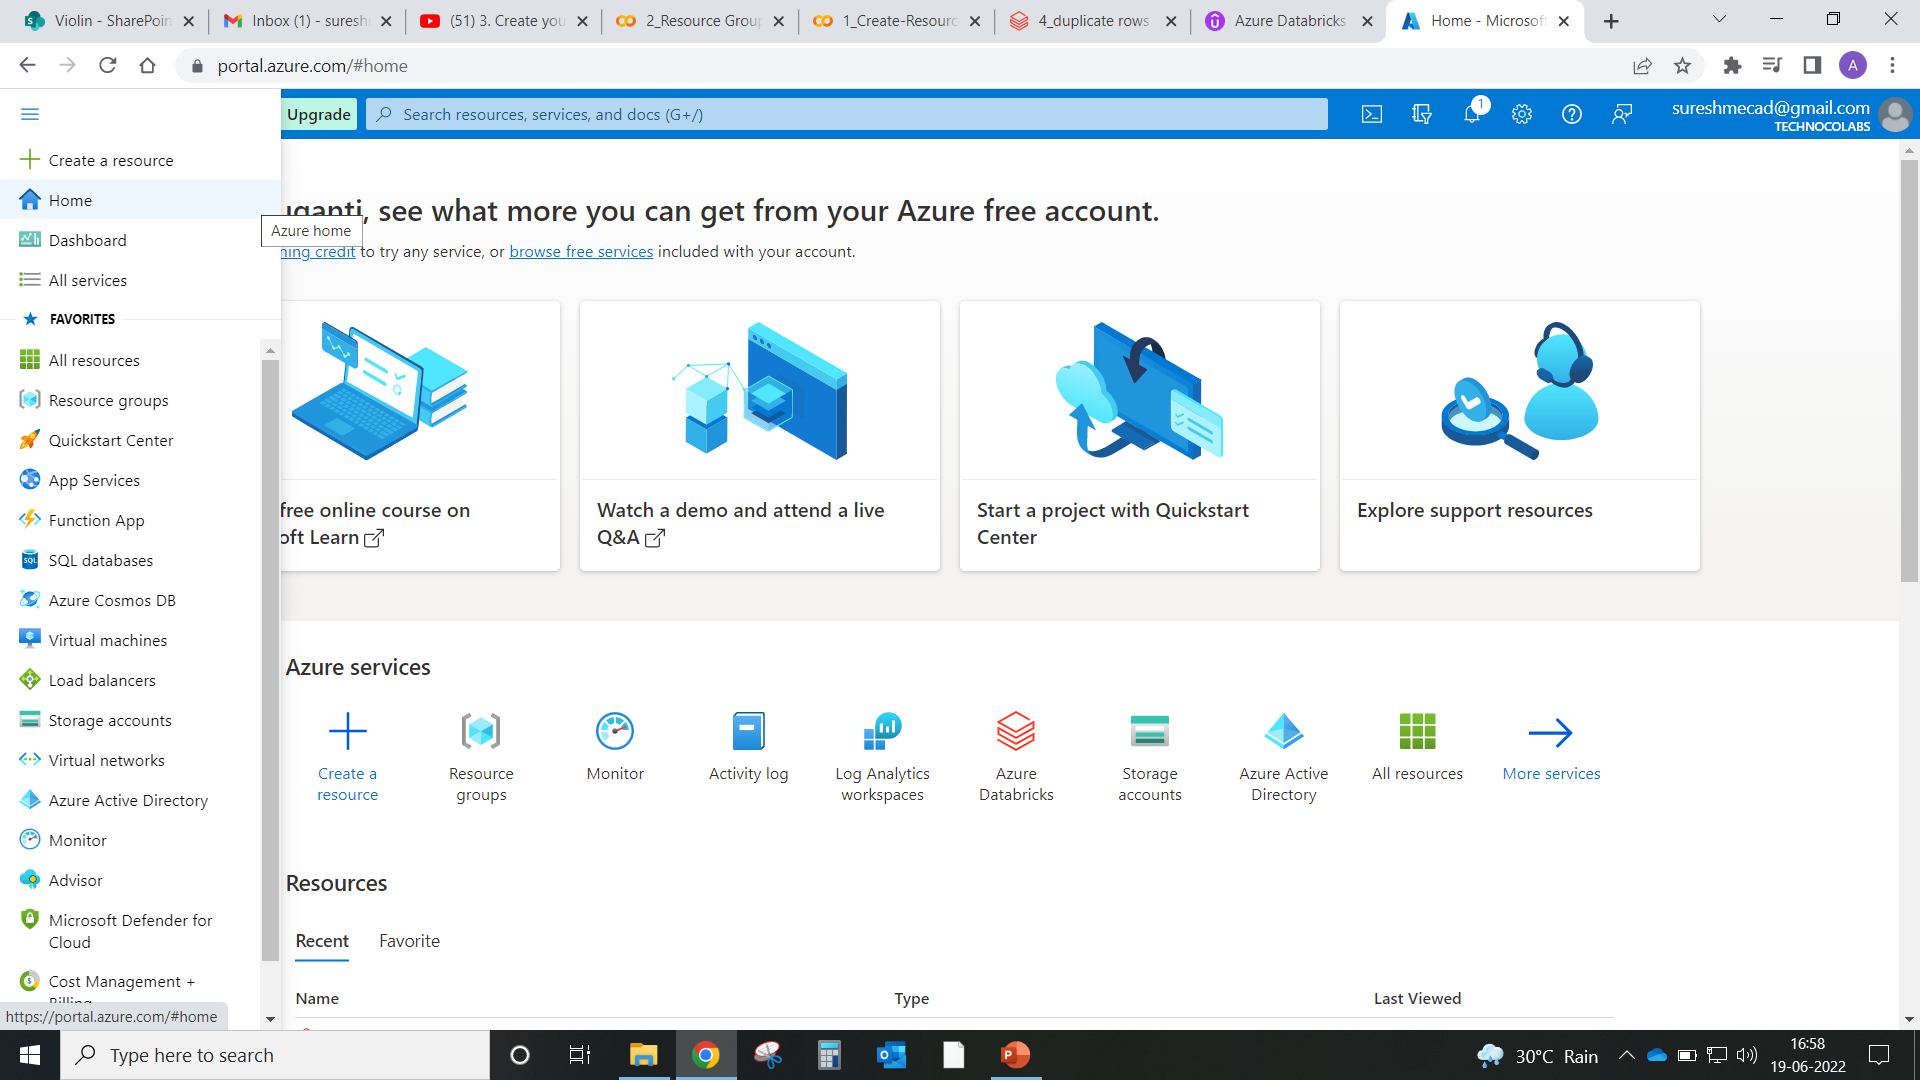 Violin - SharePoin
Inbox (1) - suresh
(51) 3. Create you
2_Resource Grou
1_Create-Resourc
4_duplicate rows
Azure Databricks
Home - Microsoft
portal.azure.com/#home
A
Upgrade
Search resources, services, and docs (G+/)
1
sureshmecad@gmail.com
TECHNOCOLABS
Create a resource
Home
Dashboard
All services
FAVORITES
All resources
Resource groups
Quickstart Center
App Services
Function App
SQL databases
Azure Cosmos DB
Virtual machines
Load balancers
Storage accounts
Virtual networks
Azure Active Directory
Monitor
Advisor
Microsoft Defender for
Cloud
Cost Management +
Billing
https://portal.azure.com/#home
Azure home
uganti, see what more you can get from your Azure free account.
ning credit to try any service, or browse free services included with your account.
free online course on
oft Learn
Watch a demo and attend a live
Q&A
Start a project with Quickstart
Center
Explore support resources
Azure services
Create a
resource
Resource
groups
Monitor
Activity log
Log Analytics
workspaces
Azure
Databricks
Storage
accounts
Azure Active
Directory
All resources
More services
Resources
Recent
Favorite
Name
Type
Last Viewed
Type here to search
30°C Rain
16:58
19-06-2022